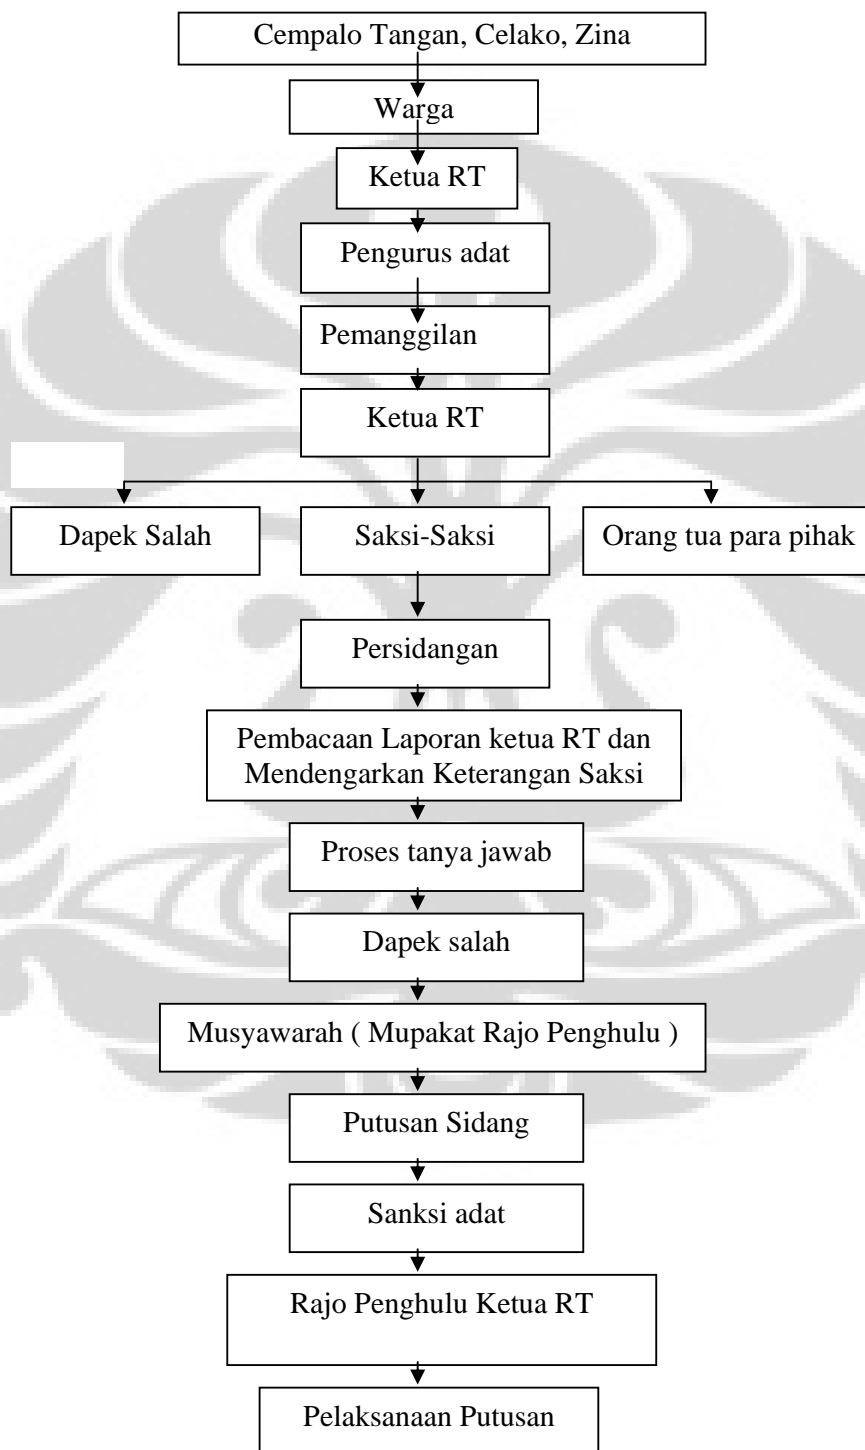 Cempalo Tangan, Celako, Zina
Warga
Ketua RT
Pengurus adat
Pemanggilan
Ketua RT
Dapek Salah
Saksi-Saksi
Orang tua para pihak
Persidangan
Pembacaan Laporan ketua RT dan
Mendengarkan Keterangan Saksi
Proses tanya jawab
Dapek salah
Musyawarah ( Mupakat Rajo Penghulu )
Putusan Sidang
Sanksi adat
Rajo Penghulu Ketua RT
Pelaksanaan Putusan